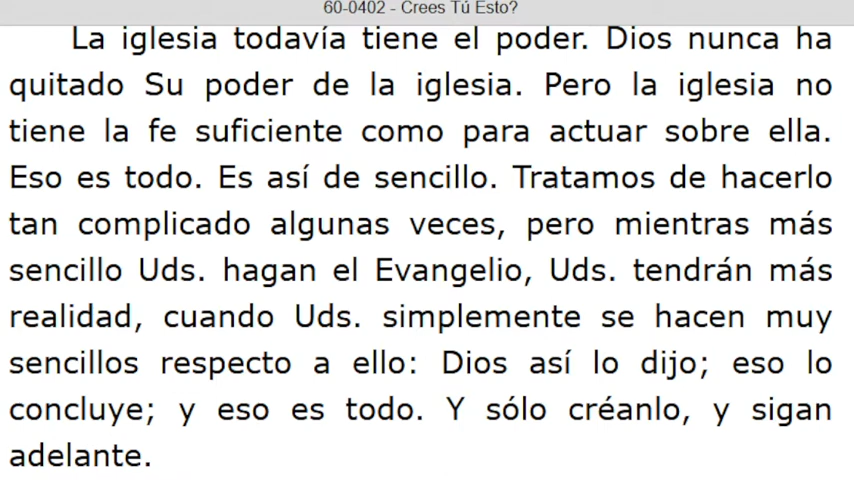 60-0402 - Crees Tú Esto?
La iglesia todavía tiene el poder. Dios nunca ha
quitado Su poder de la iglesia. Pero la iglesia no
tiene la fe suficiente como para actuar sobre ella.
Eso es todo. Es así de sencillo. Tratamos de hacerlo
tan complicado algunas veces, pero mientras más
sencillo Uds. hagan el Evangelio, Uds. tendrán más
realidad, cuando Uds. simplemente se hacen muy
sencillos respecto a ello: Dios así lo dijo; eso lo
concluye; y eso es todo. Y sólo créanlo, y sigan
adelante.